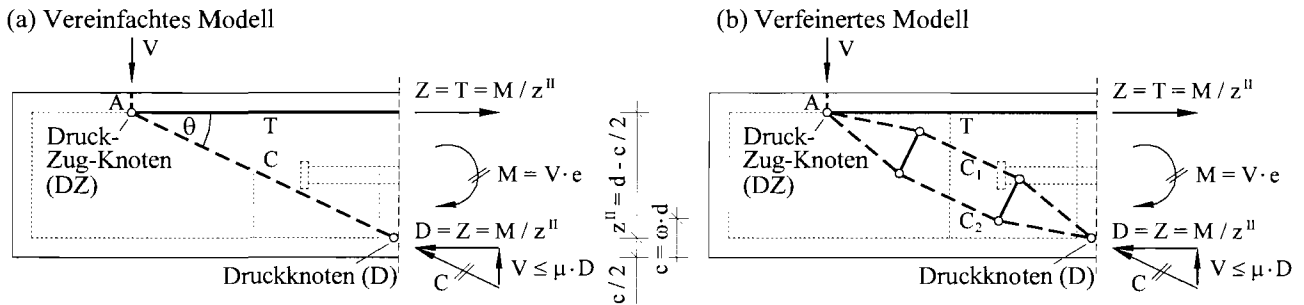 (a) Vereinfachtes Modell
V
A
θ
T
Z = T = M / z^II
Druck-
Zug-Knoten
(DZ)
C
M = V · e
D = Z = M / z^II
Druckknoten (D)
C
V ≤ μ · D
z^II = d - c / 2
c / 2
c = ω · d
(b) Verfeinertes Modell
V
A
T
Z = T = M / z^II
Druck-
Zug-Knoten
(DZ)
C₁
C₂
M = V · e
D = Z = M / z^II
Druckknoten (D)
C
V ≤ μ · D